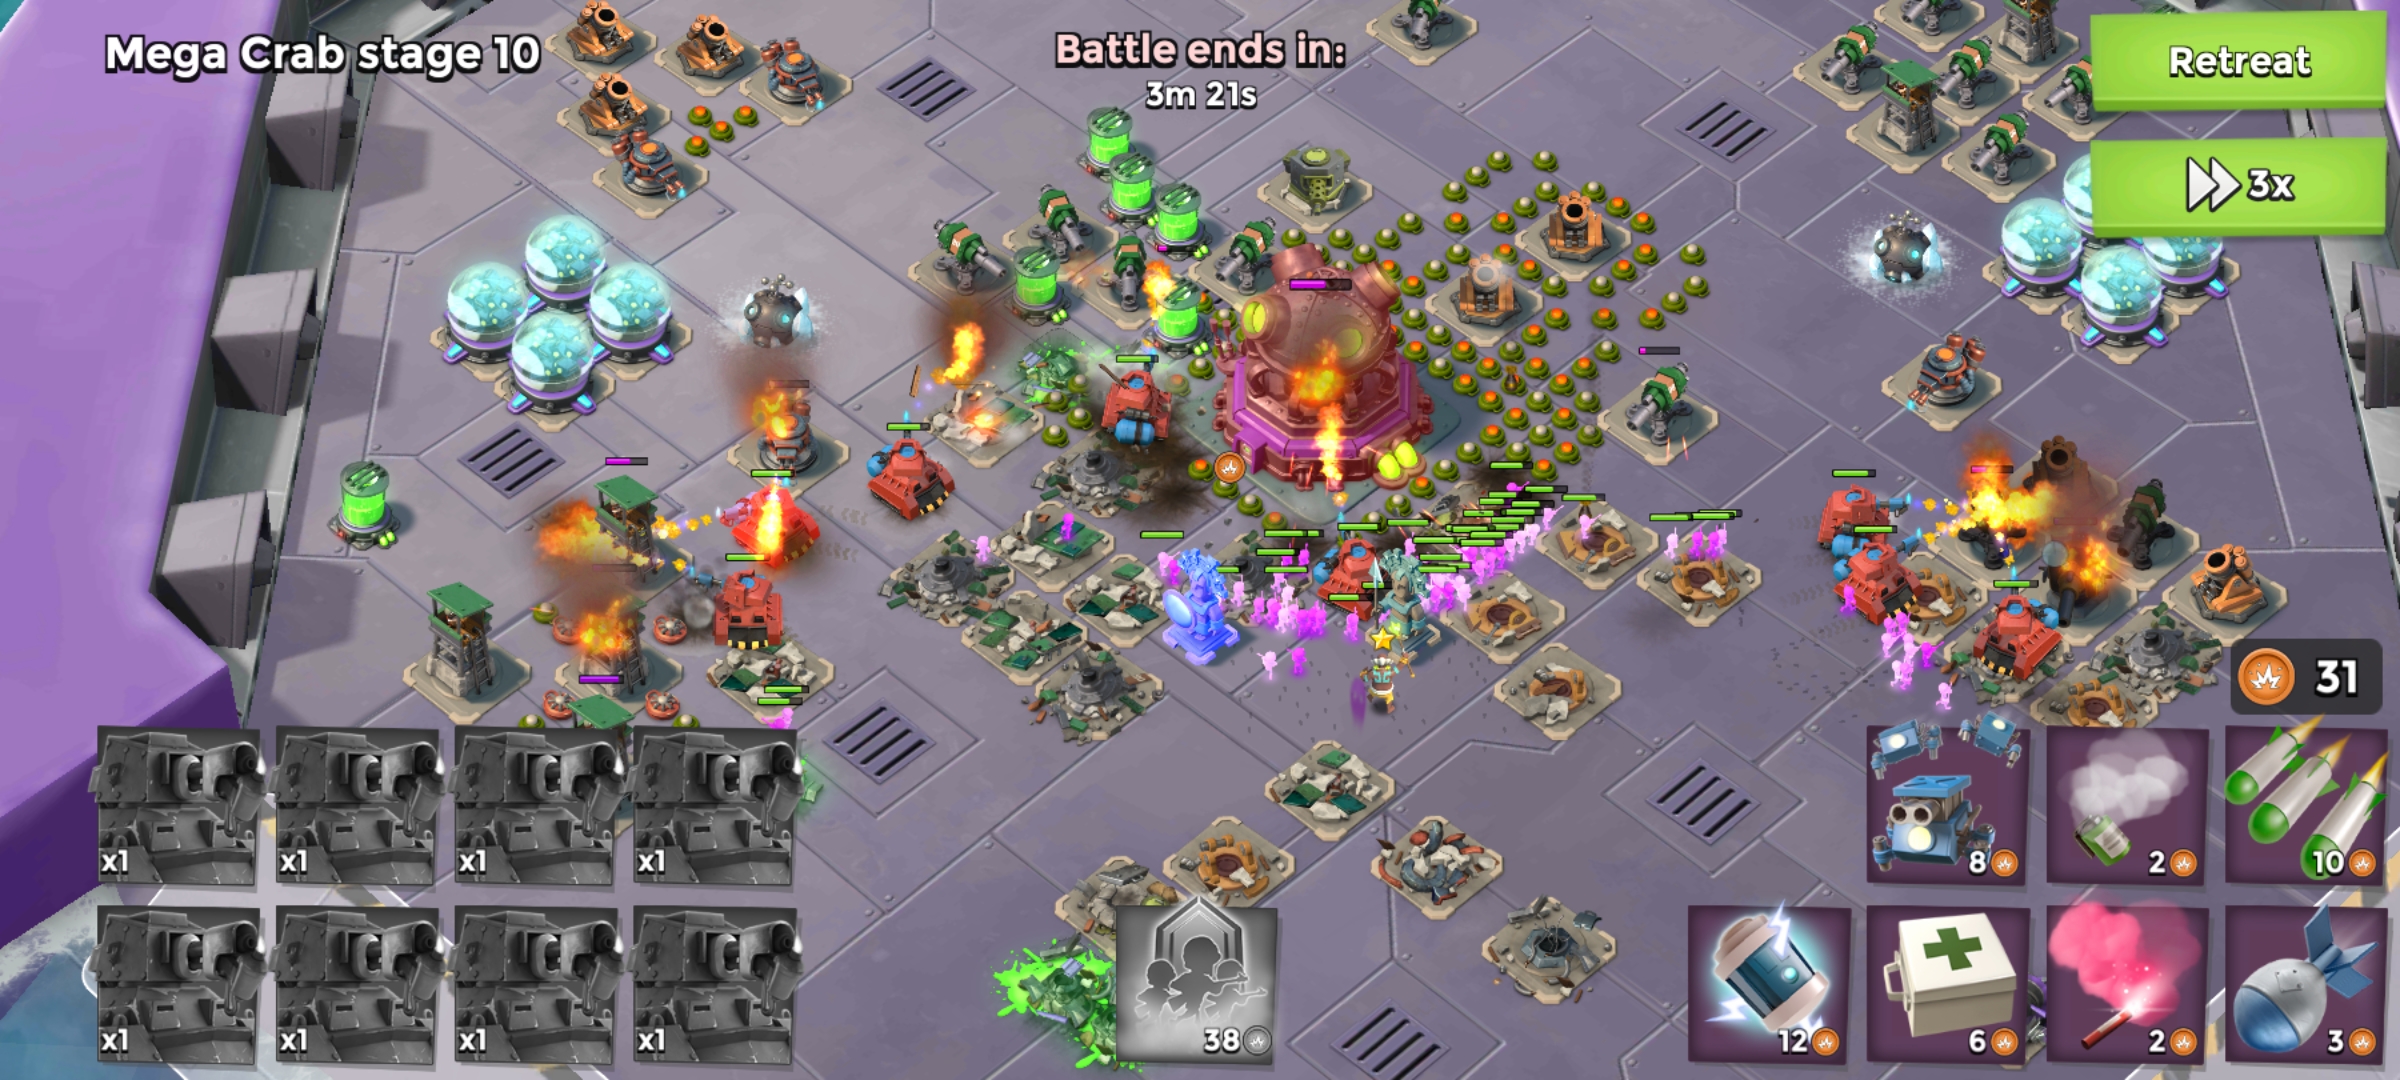 Mega Crab stage 10
Battle ends in:
3m 21s
Retreat
3x
31
8
2
10
x1
x1
x1
x1
12
6
2
3
x1
x1
x1
x1
38